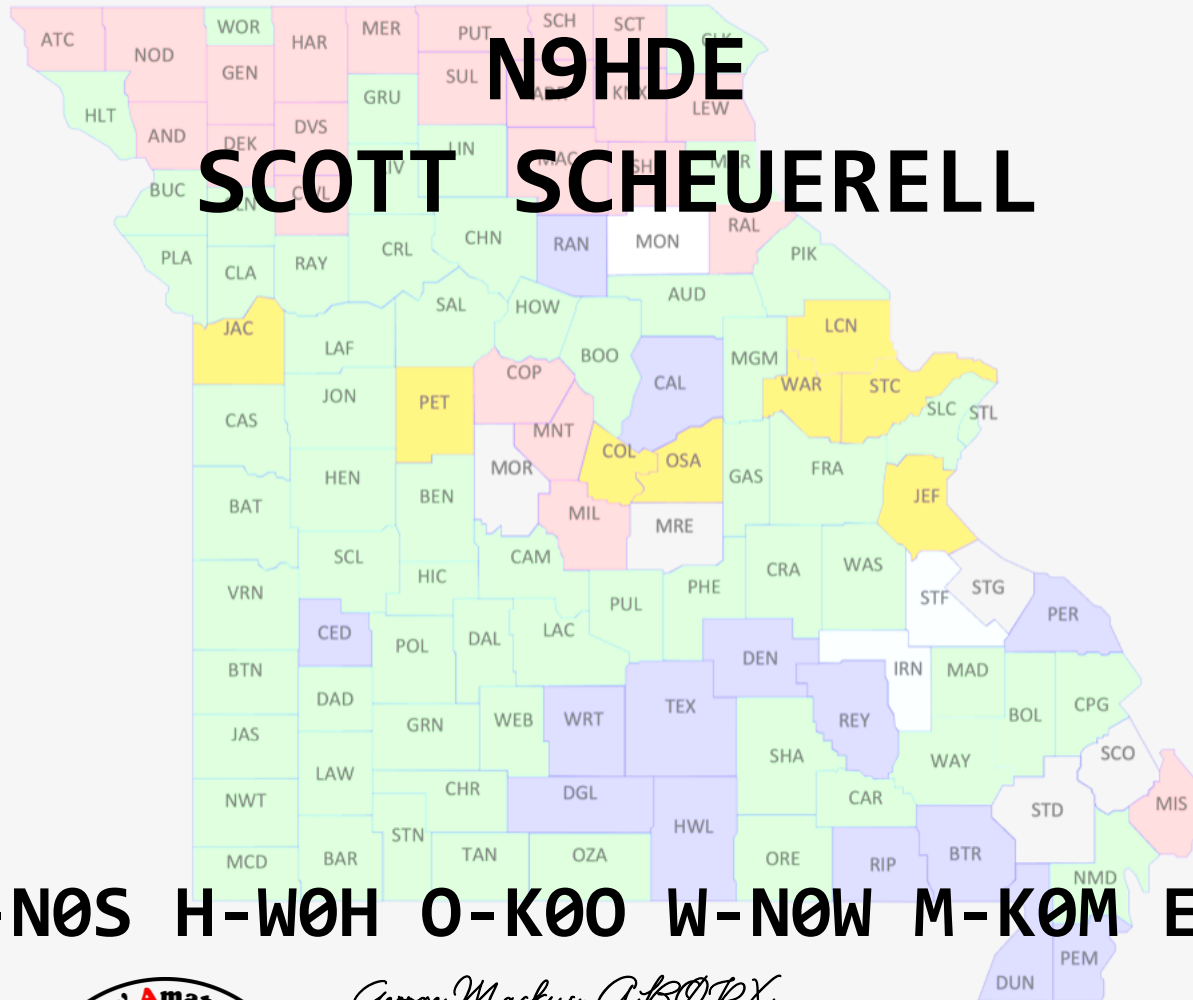 ATC NOD WOR HAR MER PUT SCH SCT CLK
GEN SUL
N9HDE
GRU KNX LEW
HLT AND DEK DVS LIN MAC
SCOTT SCHEUERELL
BUC
PLA CLA RAY CRL CHN RAN MON RAL PIK
JAC LAF SAL HOW AUD LCN
JON PET COP BOO CAL MGM WAR STC SLC STL
CAS MNT COL OSA
MOR
BAT HEN BEN GAS FRA JEF
MIL MRE
VRN SCL HIC CAM PUL PHE CRA WAS STF STG PER
CED POL DAL LAC DEN IRN MAD
BTN DAD GRN WEB WRT TEX REY BOL CPG
JAS LAW CHR SHA WAY SCO
NWT STN DGL HWL CAR STD MIS
MCD BAR TAN OZA ORE RIP BTR NMD
-N0S H-W0H O-K0O W-N0W M-K0M E
PEM
DUN